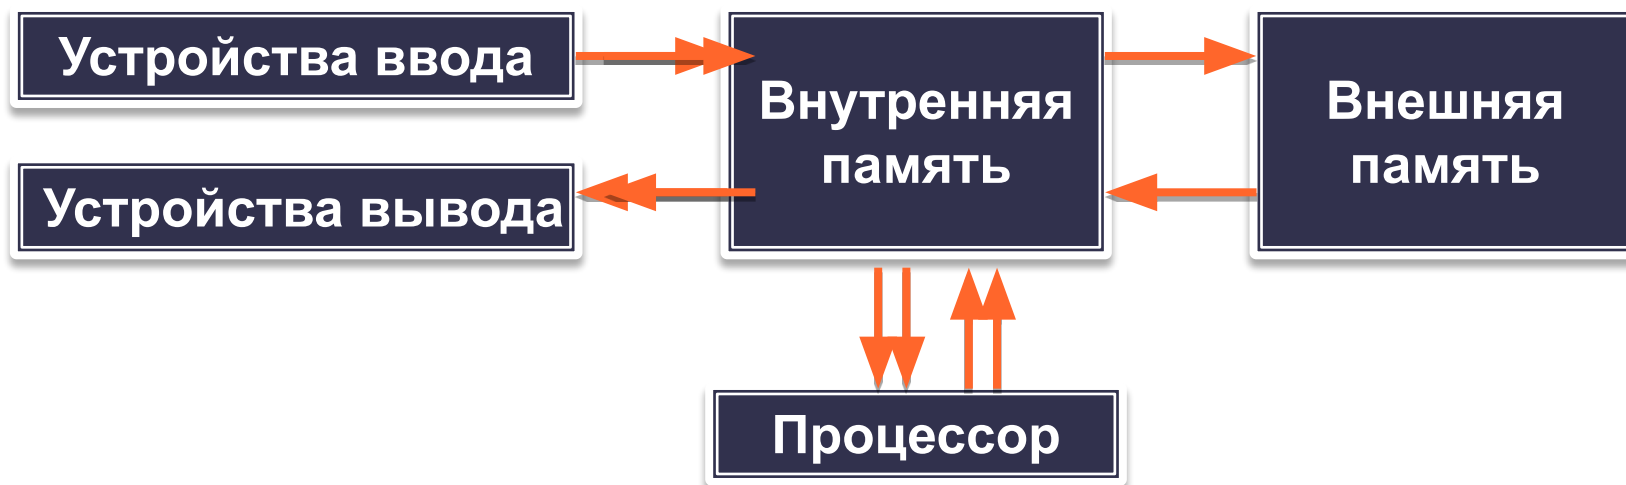 Устройства ввода
Внутренняя
память
Внешняя
память
Устройства вывода
Процессор